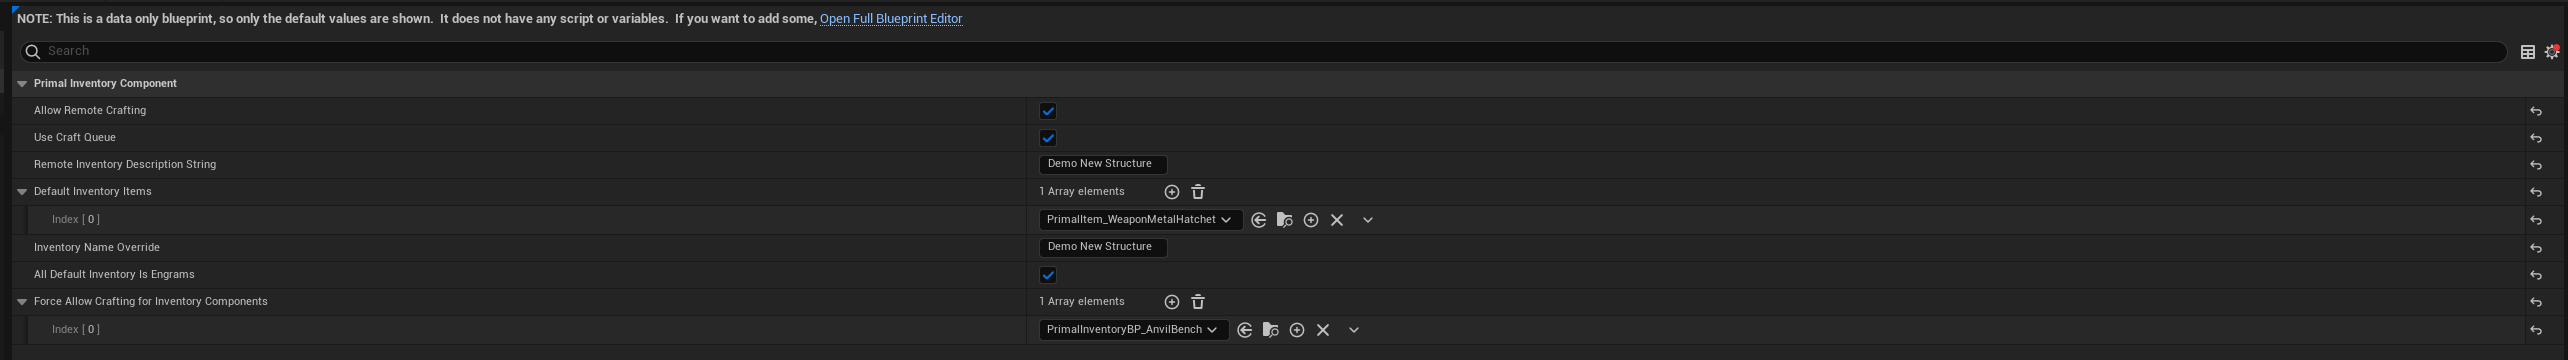 NOTE: This is a data only blueprint, so only the default values are shown.  It does not have any script or variables.  If you want to add some, Open Full Blueprint Editor
Search
Primal Inventory Component
Allow Remote Crafting
Use Craft Queue
Remote Inventory Description String Demo New Structure
Default Inventory Items 1 Array elements
Index [ 0 ] PrimalItem_WeaponMetalHatchet
Inventory Name Override Demo New Structure
All Default Inventory Is Engrams
Force Allow Crafting for Inventory Components 1 Array elements
Index [ 0 ] PrimalInventoryBP_AnvilBench